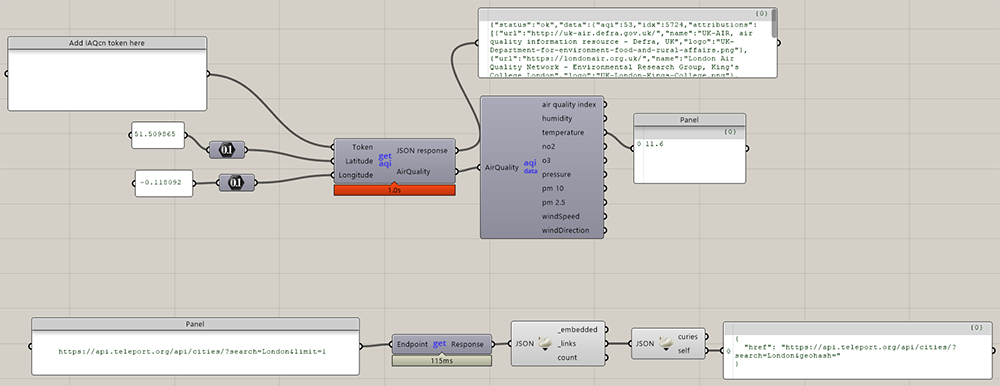 {0}
{"status":"ok","data":{"aqi":53,"idx":5724,"attributions":
[{"url":"http://uk-air.defra.gov.uk/","name":"UK-AIR, air
quality information resource - Defra, UK","logo":"UK-
Department-for-environment-food-and-rural-affairs.png"},
{"url":"https://londonair.org.uk/","name":"London Air
Quality Network - Environmental Research Group, King's
College London","logo":"UK-London-Kings-College.png"},
Add IAQcn token here
51.509865
0.1
-0.118092
0.1
Token
Latitude
Longitude
get
aqi
JSON response
AirQuality
1.0s
AirQuality
aqi
data
air quality index
humidity
temperature
no2
o3
pressure
pm 10
pm 2.5
windSpeed
windDirection
Panel
{0}
0 11.6
Panel
https://api.teleport.org/api/cities/?search=London&limit=1
Endpoint get Response
115ms
JSON
_embedded
_links
count
JSON
curies
self
{0}
0
{
"href": "https://api.teleport.org/api/cities/?
search=London&geohash="
}